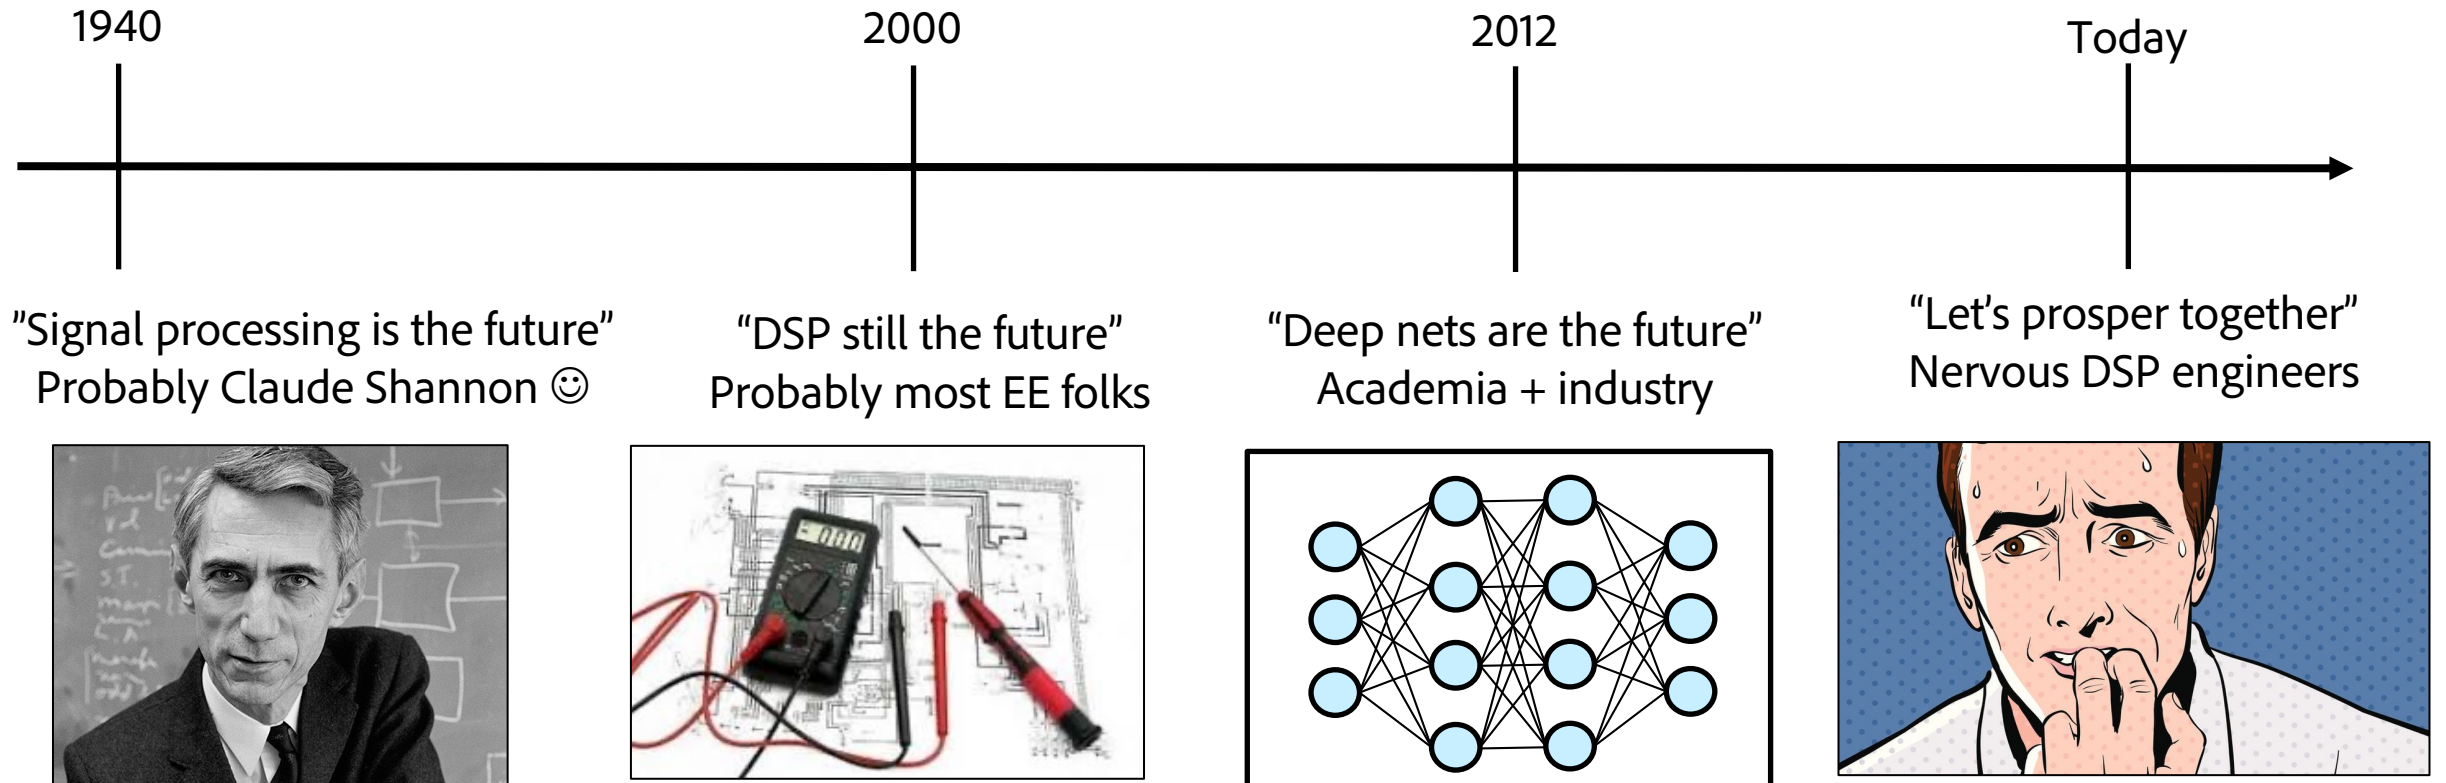 1940
2000
2012
Today
”Signal processing is the future”
Probably Claude Shannon ☺
“DSP still the future”
Probably most EE folks
“Deep nets are the future”
Academia + industry
“Let’s prosper together”
Nervous DSP engineers